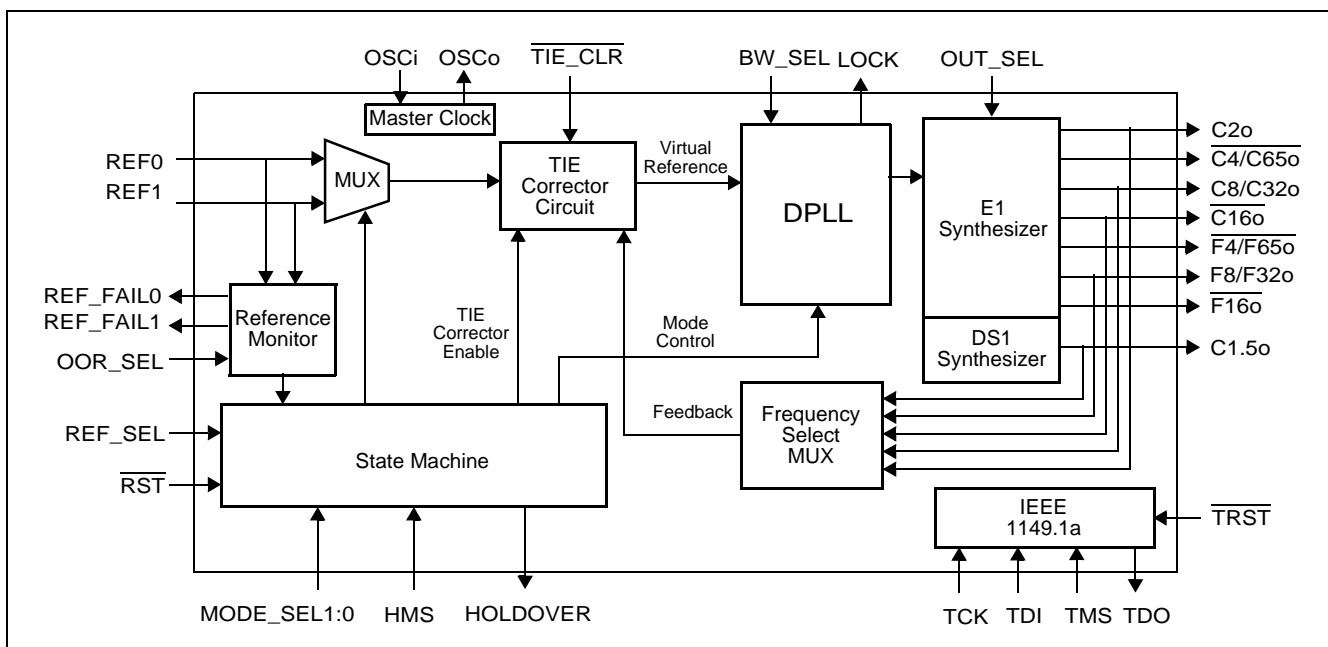 OSCi
OSCo
TIE_CLR
BW_SEL
LOCK
OUT_SEL
Master Clock
REF0
REF1
MUX
TIE
Corrector
Circuit
Virtual
Reference
DPLL
E1
Synthesizer
C2o
C4/C65o
C8/C32o
C16o
F4/F65o
F8/F32o
F16o
REF_FAIL0
REF_FAIL1
OOR_SEL
Reference
Monitor
TIE
Corrector
Enable
Mode
Control
DS1
Synthesizer
C1.5o
REF_SEL
RST
State Machine
Feedback
Frequency
Select
MUX
IEEE
1149.1a
TRST
MODE_SEL1:0
HMS
HOLDOVER
TCK
TDI
TMS
TDO